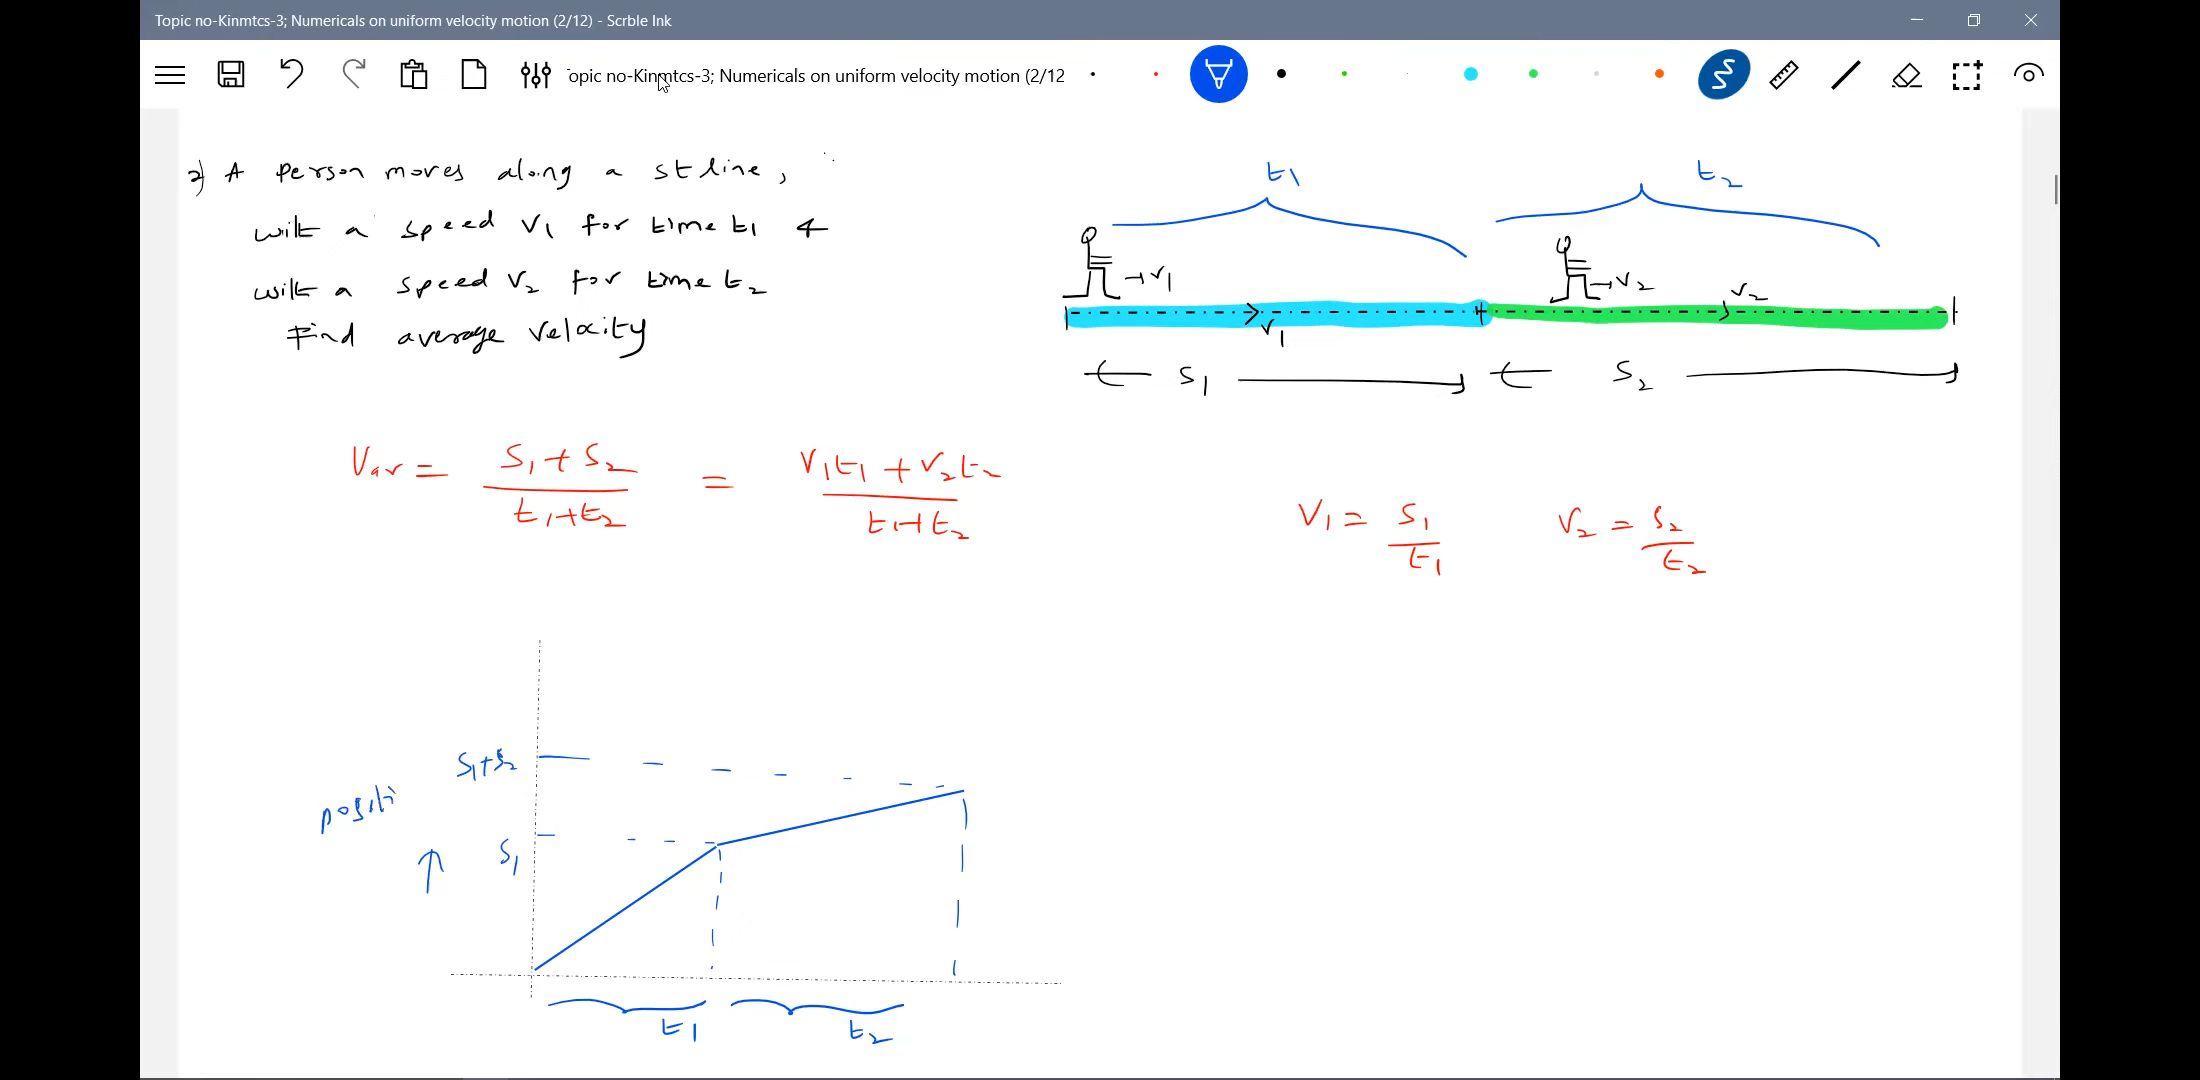 Topic no-Kinmtcs-3; Numericals on uniform velocity motion (2/12) - Scrble Ink
opic no-Kinmtcs-3; Numericals on uniform velocity motion (2/12
2) A person moves along a st line,
with a speed V1 for time t1 &
with a speed V2 for time t2
Find average velocity
t1 t2
→V1 →V2 V2
V1
S1 S2
Vav = S1+S2 / t1+t2 = V1t1 + V2t2 / t1+t2
V1 = S1/t1 V2 = S2/t2
S1+S2
positi
↑ S1
t1 t2